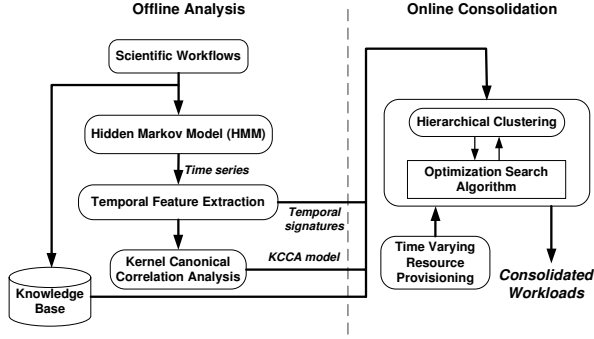 Offline Analysis
Online Consolidation
Scientific Workflows
Hidden Markov Model (HMM)
Time series
Temporal Feature Extraction
Temporal
signatures
Kernel Canonical
Correlation Analysis
KCCA model
Knowledge
Base
Hierarchical Clustering
Optimization Search
Algorithm
Time Varying
Resource
Provisioning
Consolidated
Workloads